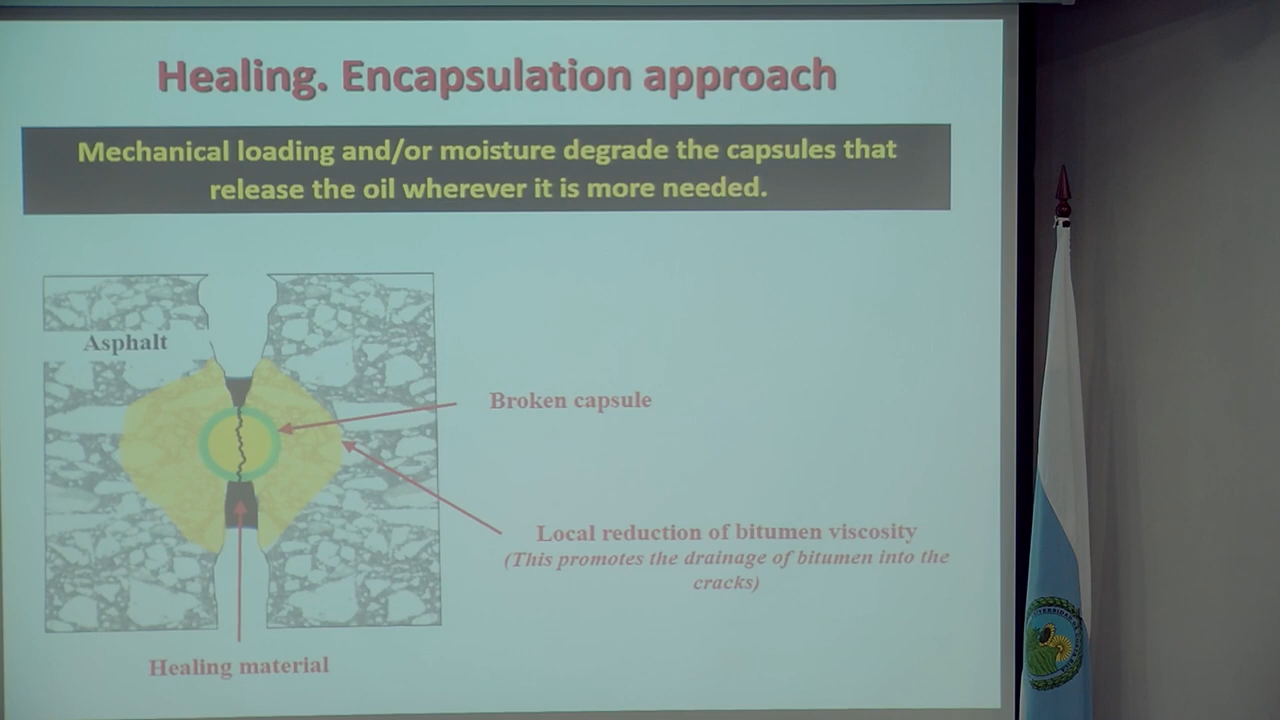 Healing. Encapsulation approach
Mechanical loading and/or moisture degrade the capsules that
release the oil wherever it is more needed.
Asphalt
Broken capsule
Local reduction of bitumen viscosity
(This promotes the drainage of bitumen into the
cracks)
Healing material